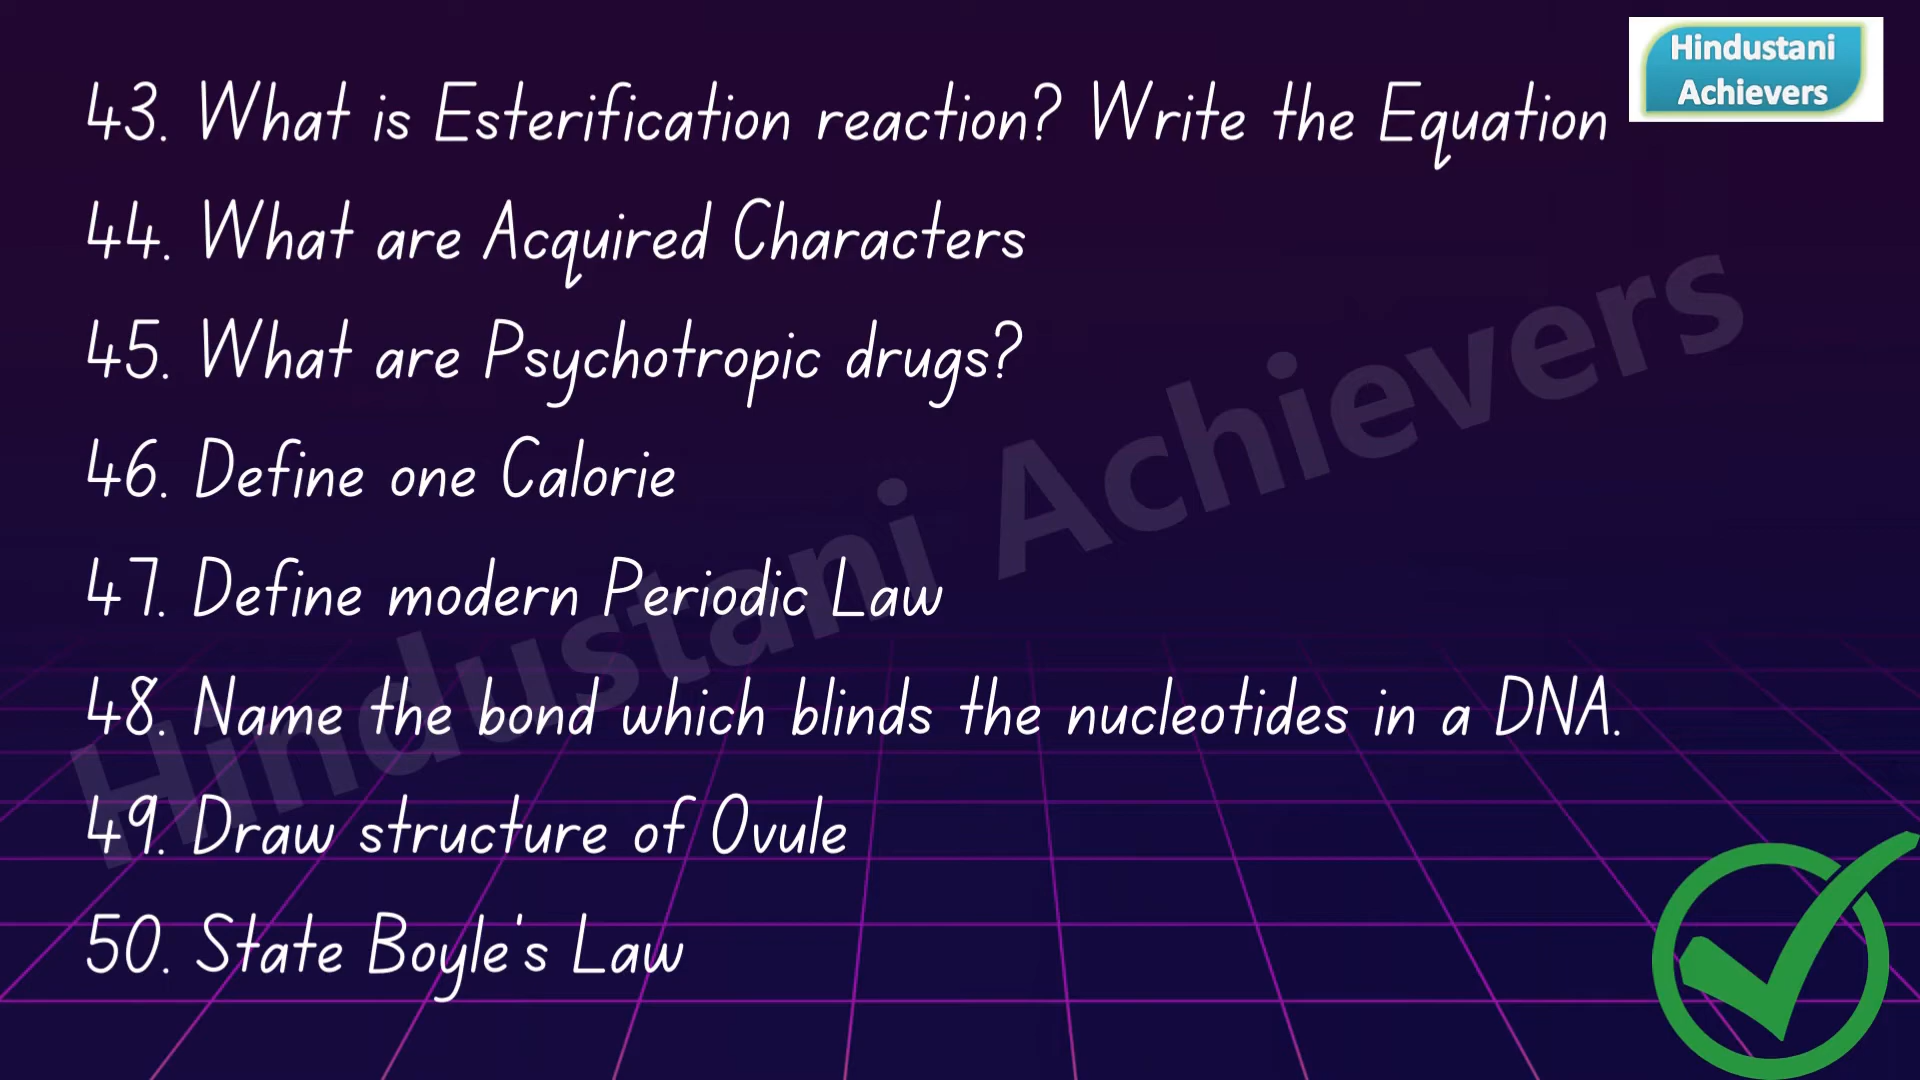 Hindustani
Achievers
43. What is Esterification reaction? Write the Equation
44. What are Acquired Characters
45. What are Psychotropic drugs?
46. Define one Calorie
47. Define modern Periodic Law
48. Name the bond which blinds the nucleotides in a DNA.
49. Draw structure of Ovule
50. State Boyle's Law
Hindustani Achievers